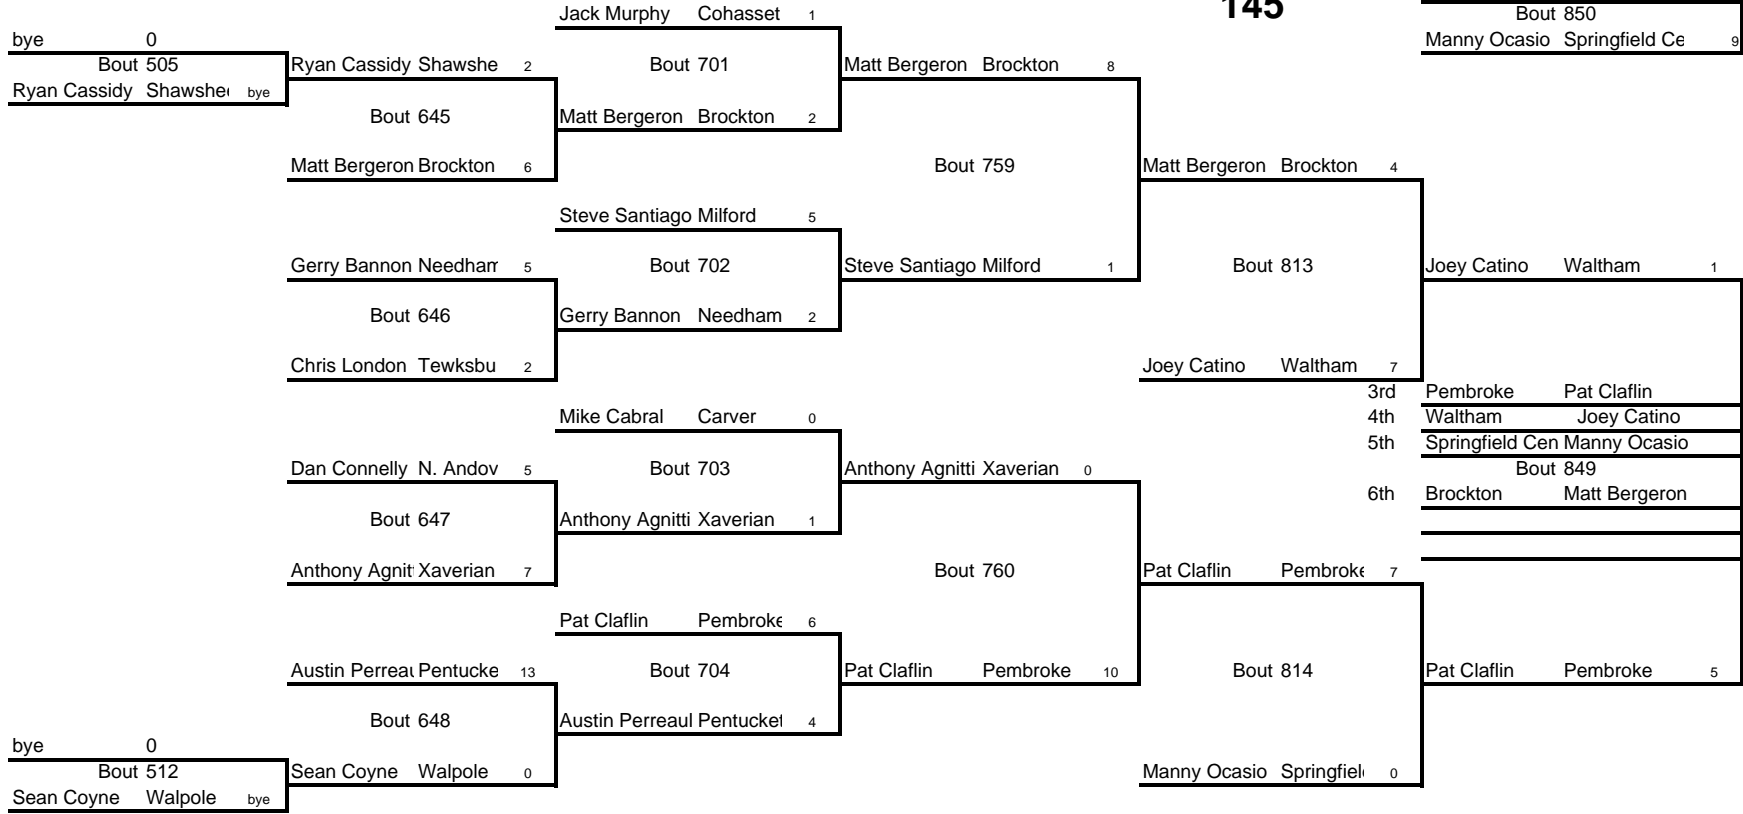 Jack Murphy Cohasset 1
145
Bout 850
bye 0
Manny Ocasio Springfield Ce 9
Bout 505
Ryan Cassidy Shawshe 2
Bout 701
Matt Bergeron Brockton 8
Ryan Cassidy Shawshe bye
Bout 645
Matt Bergeron Brockton 2
Matt Bergeron Brockton 6
Bout 759
Matt Bergeron Brockton 4
Steve Santiago Milford 5
Gerry Bannon Needham 5
Bout 702
Steve Santiago Milford 1
Bout 813
Joey Catino Waltham 1
Bout 646
Gerry Bannon Needham 2
Chris London Tewksbu 2
Joey Catino Waltham 7
3rd Pembroke Pat Claflin
Mike Cabral Carver 0
4th Waltham Joey Catino
5th Springfield Cen Manny Ocasio
Dan Connelly N. Andov 5
Bout 703
Anthony Agnitti Xaverian 0
Bout 849
6th Brockton Matt Bergeron
Bout 647
Anthony Agnitti Xaverian 1
Anthony Agnit Xaverian 7
Bout 760
Pat Claflin Pembroke 7
Pat Claflin Pembroke 6
Austin Perreau Pentucke 13
Bout 704
Pat Claflin Pembroke 10
Bout 814
Pat Claflin Pembroke 5
Bout 648
Austin Perreaul Pentucket 4
bye 0
Bout 512
Sean Coyne Walpole 0
Manny Ocasio Springfiel 0
Sean Coyne Walpole bye